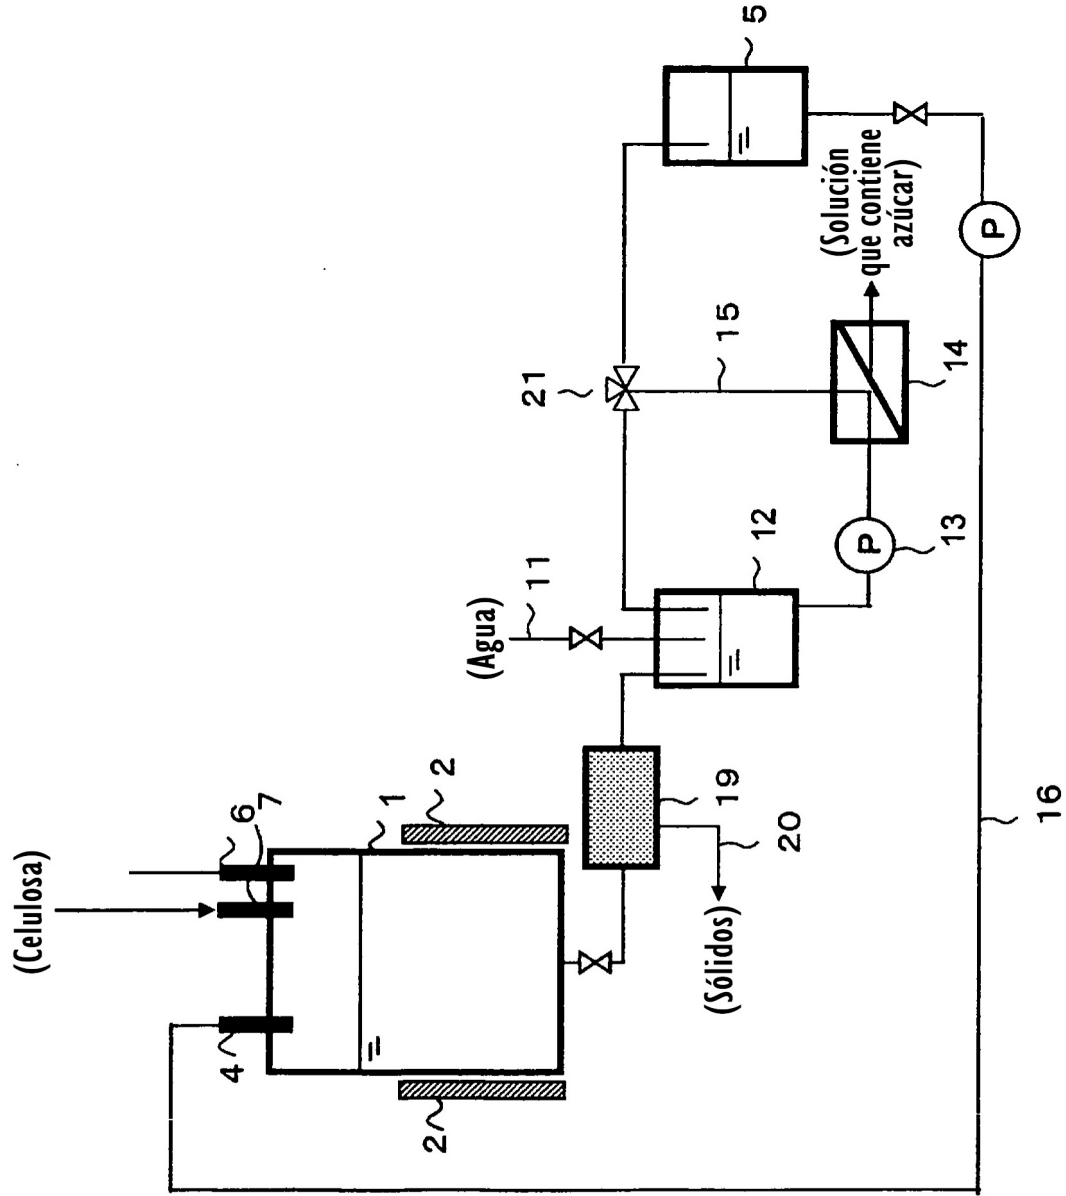 (Celulosa)
4
6
7
1
2
2
19
20
(Sólidos)
(Agua)
11
12
P
13
21
15
14
(Solución
que contiene
azúcar)
5
P
16